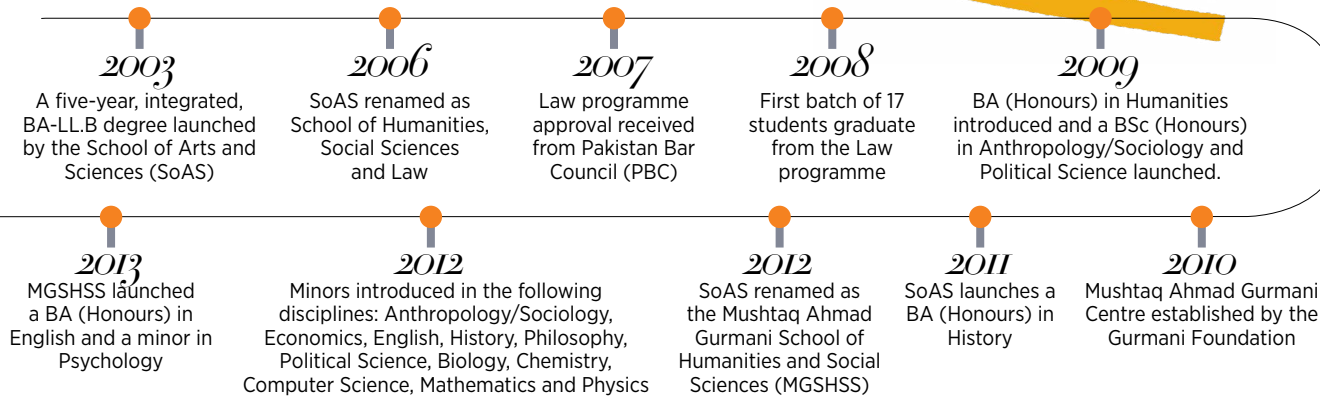 2003
A five-year, integrated,
BA-LL.B degree launched
by the School of Arts and
Sciences (SoAS)
2006
SoAS renamed as
School of Humanities,
Social Sciences
and Law
2007
Law programme
approval received
from Pakistan Bar
Council (PBC)
2008
First batch of 17
students graduate
from the Law
programme
2009
BA (Honours) in Humanities
introduced and a BSc (Honours)
in Anthropology/Sociology and
Political Science launched.
2010
Mushtaq Ahmad Gurmani
Centre established by the
Gurmani Foundation
2011
SoAS launches a
BA (Honours) in
History
2012
SoAS renamed as
the Mushtaq Ahmad
Gurmani School of
Humanities and Social
Sciences (MGSHSS)
2012
Minors introduced in the following
disciplines: Anthropology/Sociology,
Economics, English, History, Philosophy,
Political Science, Biology, Chemistry,
Computer Science, Mathematics and Physics
2013
MGSHSS launched
a BA (Honours) in
English and a minor in
Psychology